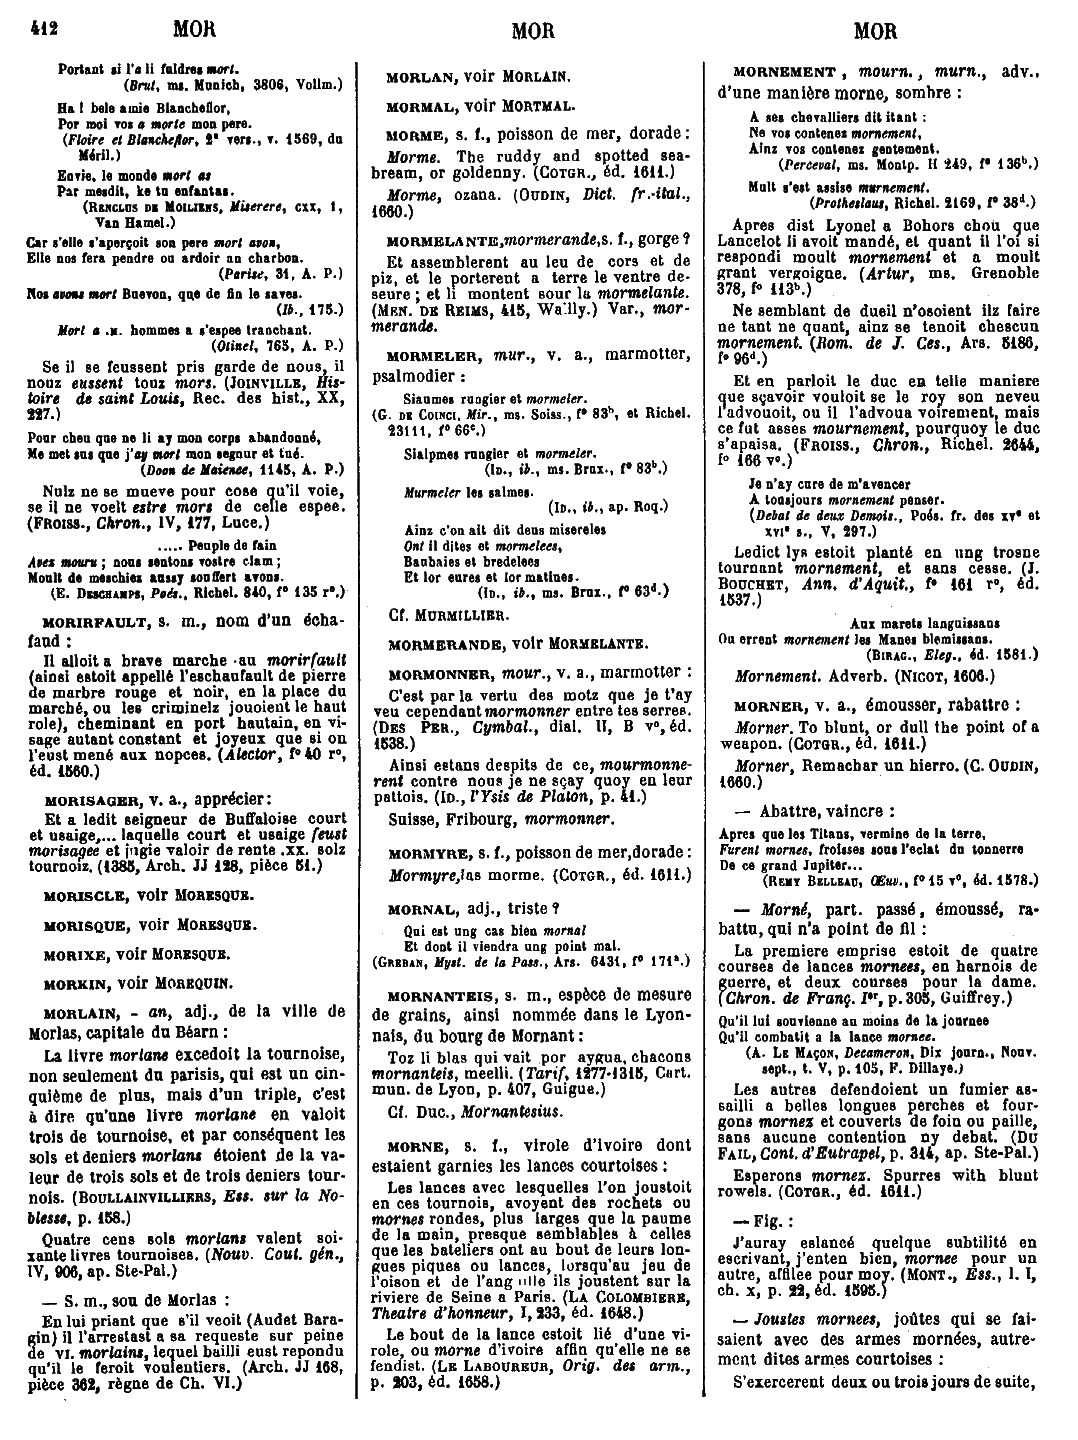 412
MOR
MOR
MOR
Portant si l'a li faldres mort.
(Brut, ms. Munich, 3806, Vollm.)
Ha ! bele amie Blancheflor,
Por moi vos a morte mon pere.
(Floire et Blancheflor, 2e vers., v. 1569, du
Méril.)
Envie, le monde mort as
Par mesdit, ke tu enfantas.
(RENCLUS DE MOILIENS, Miserere, CXX, 1,
Van Hamel.)
Car s'elle s'aperçoit son pere mort avon,
Elle nos fera pendre ou ardoir an charbon.
(Parise, 31, A. P.)
Nos avons mort Buevon, que de fin le saves.
(Ib., 175.)
Mort a .M. hommes a s'espee tranchant.
(Otinel, 765, A. P.)
Se il se feussent pris garde de nous, il
nouz eussent touz mors. (JOINVILLE, His-
toire de saint Louis, Rec. des hist., XX,
227.)
Pour cheu que ne li ay mon corps abandonné,
Me met sus que j'ay mort mon segnur et tué.
(Doon de Maience, 1145, A. P.)
Nulz ne se mueve pour cose qu'il voie,
se il ne voelt estre mors de celle espee.
(FROISS., Chron., IV, 177, Luce.)
..... Peuple de fain
Avez mouru ; nous sentons vostre clam ;
Moult de meschiez aussy souffert avons.
(E. DESCHAMPS, Poés., Richel. 840, f° 135 r°.)
MORIRFAULT, s. m., nom d'un écha-
faud :
Il alloit a brave marche au morirfault
(ainsi estoit appellé l'eschaufault de pierre
de marbre rouge et noir, en la place du
marché, ou les criminelz jouoient le haut
role), cheminant en port hautain, en vi-
sage autant constant et joyeux que si on
l'eust mené aux nopces. (Alector, f° 40 r°,
éd. 1560.)
MORISAGER, v. a., apprécier :
Et a ledit seigneur de Buffaloise court
et usaige,... laquelle court et usaige feust
morisagee et jugie valoir de rente .XX. solz
tournoiz. (1385, Arch. JJ 128, pièce 51.)
MORISCLE, voir MORESQUE.
MORISQUE, voir MORESQUE.
MORIXE, voir MORESQUE.
MORKIN, voir MOREQUIN.
MORLAIN, - an, adj., de la ville de
Morlas, capitale du Béarn :
La livre morlane excedoit la tournoise,
non seulement du parisis, qui est un cin-
quième de plus, mais d'un triple, c'est
à dire qu'une livre morlane en valoit
trois de tournoise, et par conséquent les
sols et deniers morlans étoient de la va-
leur de trois sols et de trois deniers tour-
nois. (BOULLAINVILLIERS, Ess. sur la No-
blesse, p. 158.)
Quatre cens sols morlans valent soi-
xante livres tournoises. (Nouv. Cout. gén.,
IV, 906, ap. Ste-Pal.)
— S. m., sou de Morlas :
En lui priant que s'il veoit (Audet Bara-
gin) il l'arrestast a sa requeste sur peine
de VI. morlains, lequel bailli eust repondu
qu'il le feroit voulentiers. (Arch. JJ 168,
pièce 362, règne de Ch. VI.)
MORLAN, voir MORLAIN.
MORMAL, voir MORTMAL.
MORME, s. f., poisson de mer, dorade :
Morme. The ruddy and spotted sea-
bream, or goldenny. (COTGR., éd. 1611.)
Morme, ozana. (OUDIN, Dict. fr.-ital.,
1660.)
MORMELANTE, mormerande, s. f., gorge ?
Et assemblerent au leu de cors et de
piz, et le porterent a terre le ventre de-
seure ; et li montent sour la mormelante.
(MEN. DE REIMS, 415, Wailly.) Var., mor-
merande.
MORMELER, mur., v. a., marmotter,
psalmodier :
Siaumes rungier et mormeler.
(G. DE COINCI, Mir., ms. Soiss., f° 83b, et Richel.
23111, f° 66c.)
Sialpmes rungier et mormeler.
(ID., ib., ms. Brux., f° 83b.)
Murmeler les salmes.
(ID., ib., ap. Roq.)
Ainz c'on ait dit deus misereles
Ont il dites et mormelees,
Baubaies et bredelees
Et lor eures et lor matines.
(ID., ib., ms. Brux., f° 63d.)
Cf. MURMILLIER.
MORMERANDE, voir MORMELANTE.
MORMONNER, mour., v. a., marmotter :
C'est par la vertu des motz que je t'ay
veu cependant mormonner entre tes serres.
(DES PER., Cymbal., dial. II, B v°, éd.
1538.)
Ainsi estans despits de ce, mourmonne-
rent contre nous je ne sçay quoy en leur
pattois. (ID., l'Ysis de Platon, p. 41.)
Suisse, Fribourg, mormonner.
MORMYRE, s. f., poisson de mer, dorade :
Mormyre, as morme. (COTGR., éd. 1611.)
MORNAL, adj., triste ?
Qui est ung cas bien mornal
Et dont il viendra ung point mal.
(GREBAN, Myst. de la Pass., Ars. 6431, f° 171a.)
MORNANTEIS, s. m., espèce de mesure
de grains, ainsi nommée dans le Lyon-
nais, du bourg de Mornant :
Toz li blas qui vait por aygua, chacons
mornanteis, meelli. (Tarif, 1277-1315, Cart.
mun. de Lyon, p. 407, Guigue.)
Cf. Duc., Mornantesius.
MORNE, s. f., virole d'ivoire dont
estaient garnies les lances courtoises :
Les lances avec lesquelles l'on joustoit
en ces tournois, avoyent des rochets ou
mornes rondes, plus larges que la paume
de la main, presque semblables à celles
que les bateliers ont au bout de leurs lon-
gues piques ou lances, lorsqu'au jeu de
l'oison et de l'anguille ils joustent sur la
riviere de Seine a Paris. (LA COLOMBIERE,
Theatre d'honneur, I, 233, éd. 1648.)
Le bout de la lance estoit lié d'une vi-
role, ou morne d'ivoire affin qu'elle ne se
fendist. (LE LABOUREUR, Orig. des arm.,
p. 203, éd. 1658.)
MORNEMENT, mourn., murn., adv.,
d'une manière morne, sombre :
A ses chevalliers dit itant :
Ne vos contenez mornement,
Ainz vos contenez gentement.
(Perceval, ms. Montp. H 249, f° 136b.)
Mult s'est assise murnement.
(Protheslaus, Richel. 2169, f° 38d.)
Apres dist Lyonel a Bohors chou que
Lancelot li avoit mandé, et quant il l'oi si
respondi moult mornement et a moult
grant vergoigne. (Artur, ms. Grenoble
378, f° 113b.)
Ne semblant de dueil n'osoient ilz faire
ne tant ne quant, ainz se tenoit chescun
mornement. (Rom. de J. Ces., Ars. 5186,
f° 96d.)
Et en parloit le duc en telle maniere
que sçavoir vouloit se le roy son neveu
l'advouoit, ou il l'advoua voirement, mais
ce fut asses mournement, pourquoy le duc
s'apaisa. (FROISS., Chron., Richel. 2644,
f° 166 v°.)
Je n'ay cure de m'avencer
A tousjours mornement penser.
(Debat de deux Demois., Poés. fr. des XVe et
XVIe s., V, 297.)
Ledict lys estoit planté en ung trosne
tournant mornement, et sans cesse. (J.
BOUCHET, Ann. d'Aquit., f° 161 r°, éd.
1537.)
Aux marets languissans
Ou errent mornement les Manes blemissans.
(BIRAG., Eleg., éd. 1581.)
Mornement. Adverb. (NICOT, 1606.)
MORNER, v. a., émousser, rabattre :
Morner. To blunt, or dull the point of a
weapon. (COTGR., éd. 1611.)
Morner, Remachar un hierro. (C. OUDIN,
1660.)
— Abattre, vaincre :
Apres que les Titans, vermine de la terre,
Furent mornes, froissez sous l'eclat du tonnerre
De ce grand Jupiter...
(REMY BELLEAU, Œuv., f° 15 v°, éd. 1578.)
— Morné, part. passé, émoussé, ra-
battu, qui n'a point de fil :
La premiere emprise estoit de quatre
courses de lances mornees, en harnois de
guerre, et deux courses pour la dame.
(Chron. de Franç. Ier, p. 305, Guiffrey.)
Qu'il lui souvienne au moins de la journee
Qu'il combatit a la lance mornee.
(A. LE MAÇON, Decameron, Dix journ., Nouv.
sept., t. V, p. 105, F. Dillaye.)
Les autres defendoient un fumier as-
sailli a belles longues perches et four-
gons mornez et couverts de foin ou paille,
sans aucune contention ny debat. (DU
FAIL, Cont. d'Eutrapel, p. 314, ap. Ste-Pal.)
Esperons mornez. Spurres with blunt
rowels. (COTGR., éd. 1611.)
— Fig. :
J'auray eslancé quelque subtilité en
escrivant, j'enten bien, mornee pour un
autre, affilee pour moy. (MONT., Ess., l. I,
ch. X, p. 22, éd. 1595.)
— Joustes mornees, joûtes qui se fai-
saient avec des armes mornées, autre-
ment dites armes courtoises :
S'exercerent deux ou trois jours de suite,